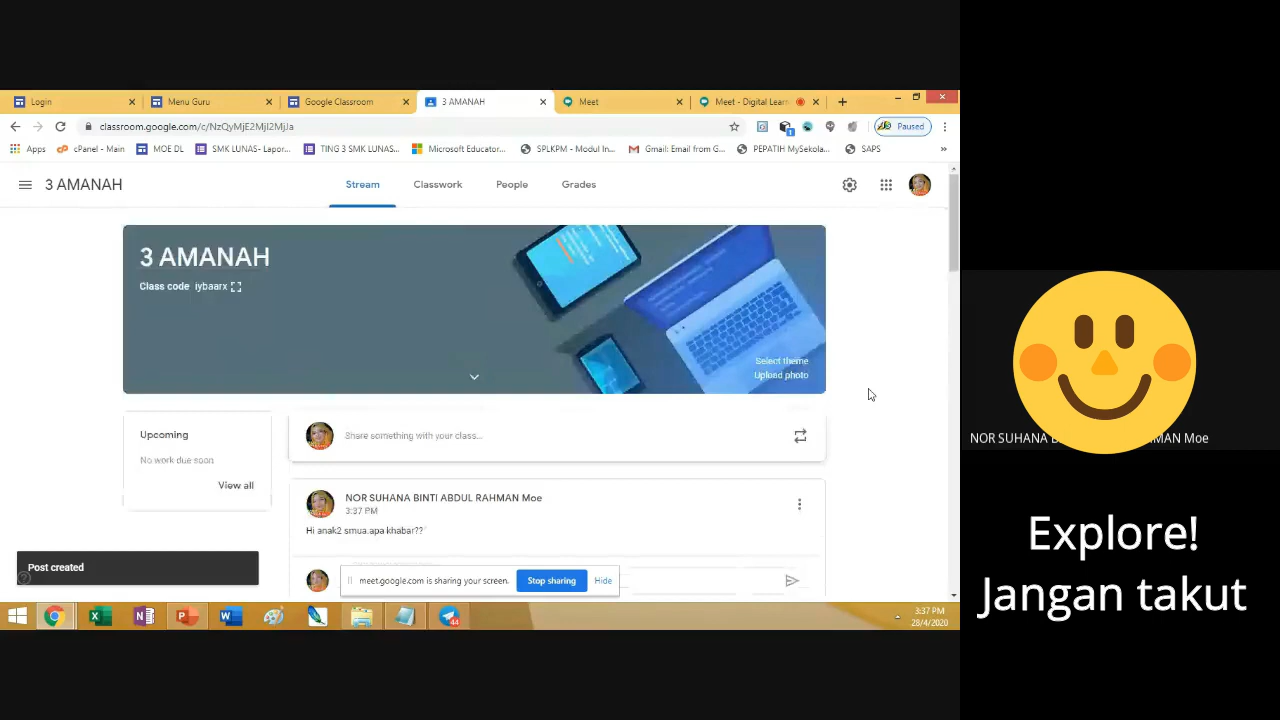 Login
Menu Guru
Google Classroom
3 AMANAH
Meet
Meet - Digital Learn
classroom.google.com/c/NzQyMjE2MjI2MjJa
Paused
Apps
cPanel - Main
MOE DL
SMK LUNAS- Lapor...
TING 3 SMK LUNAS...
Microsoft Educator...
SPLKPM - Modul In...
Gmail: Email from G...
PEPATIH MySekola...
SAPS
»
3 AMANAH
Stream
Classwork
People
Grades
3 AMANAH
Class code iybaarx
Select theme
Upload photo
Upcoming
No work due soon
View all
Share something with your class...
NOR SUHANA BINTI ABDUL RAHMAN Moe
3:37 PM
Hi anak2 smua.apa khabar??
Post created
meet.google.com is sharing your screen.
Stop sharing
Hide
44
3:37 PM
28/4/2020
NOR SUHANA B
MAN Moe
Explore!
Jangan takut